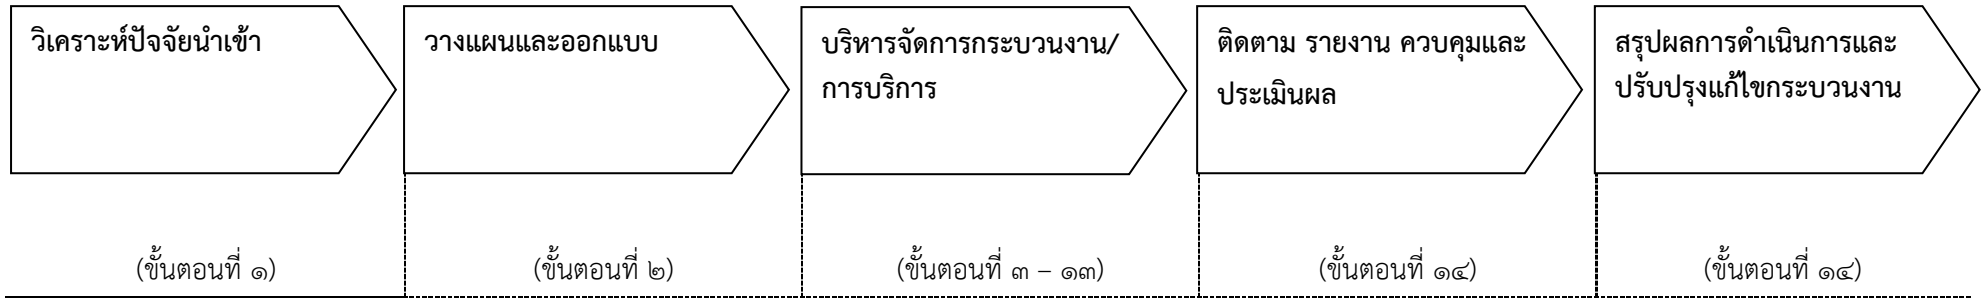 วิเคราะห์ปัจจัยนำเข้า
วางแผนและออกแบบ
บริหารจัดการกระบวนงาน/
การบริการ
ติดตาม รายงาน ควบคุมและ
ประเมินผล
สรุปผลการดำเนินการและ
ปรับปรุงแก้ไขกระบวนงาน
(ขั้นตอนที่ ๑)
(ขั้นตอนที่ ๒)
(ขั้นตอนที่ ๓ – ๑๓)
(ขั้นตอนที่ ๑๔)
(ขั้นตอนที่ ๑๔)